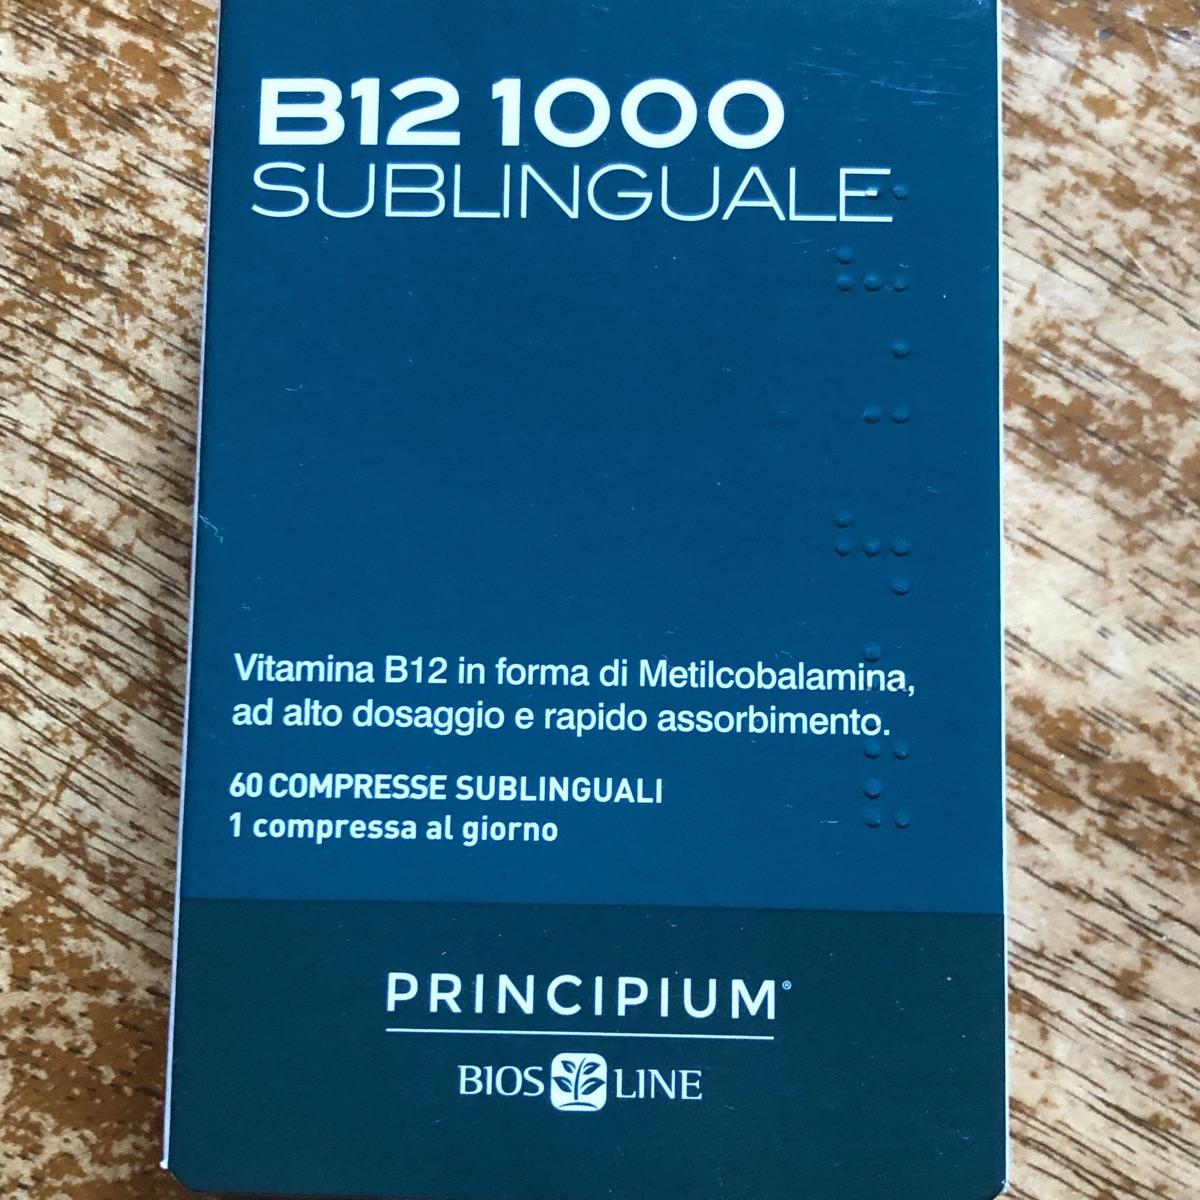 B12 1000
SUBLINGUALE
Vitamina B12 in forma di Metilcobalamina,
ad alto dosaggio e rapido assorbimento.
60 COMPRESSE SUBLINGUALI
1 compressa al giorno
PRINCIPIUM®
BIOS LINE